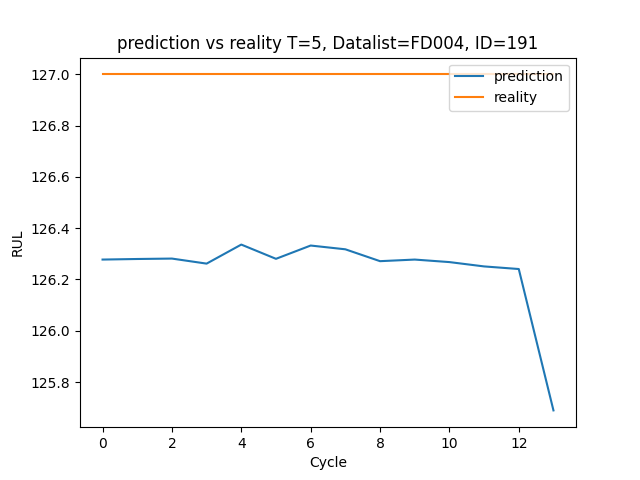 prediction vs reality T=5, Datalist=FD004, ID=191
127.0
126.8
126.6
126.4
126.2
126.0
125.8
RUL
0 2 4 6 8 10 12
Cycle
prediction
reality